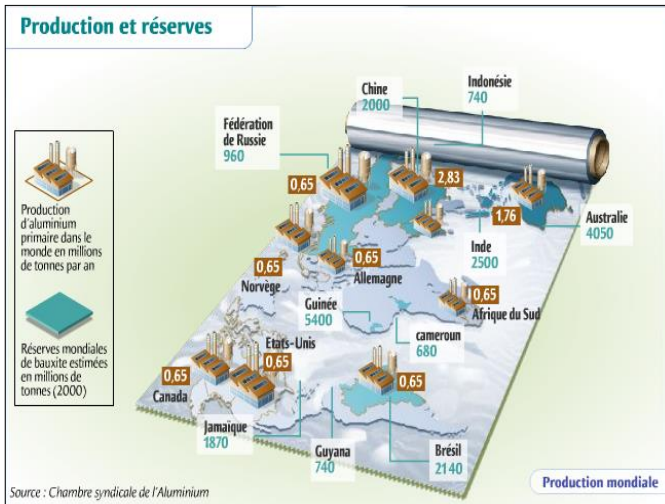 Production et réserves
Production
d'aluminium
primaire dans le
monde en millions
de tonnes par an
Réserves mondiales
de bauxite estimées
en millions de
tonnes (2000)
Chine
2000
Indonésie
740
Fédération
de Russie
960
0,65
2,83
1,76
Australie
4050
Inde
2500
0,65
Norvège
0,65
Allemagne
0,65
Afrique du Sud
Guinée
5400
cameroun
680
Etats-Unis
0,65
0,65
Canada
0,65
Jamaïque
1870
Guyana
740
Brésil
2140
Source : Chambre syndicale de l'Aluminium
Production mondiale